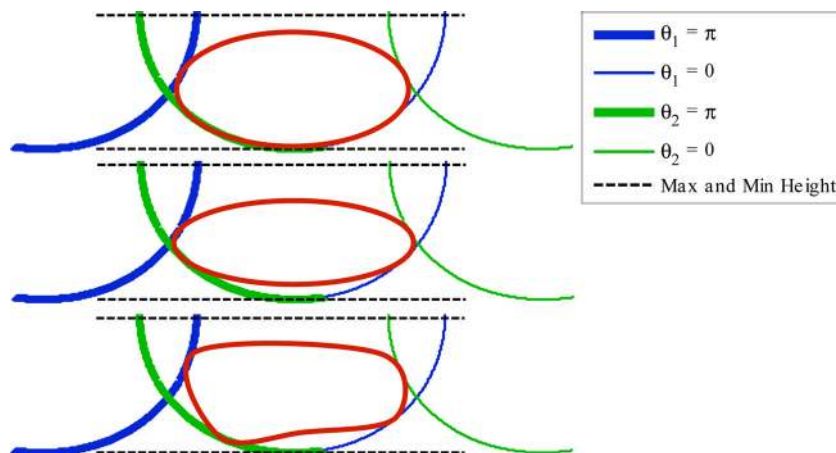 θ₁ = π
θ₁ = 0
θ₂ = π
θ₂ = 0
Max and Min Height